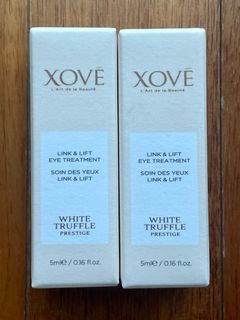 XOVĒ
L'Art de la Beauté
LINK & LIFT
EYE TREATMENT
SOIN DES YEUX
LINK & LIFT
WHITE
TRUFFLE
PRESTIGE
5ml℮ / 0.16 fl.oz.
XOVĒ
L'Art de la Beauté
LINK & LIFT
EYE TREATMENT
SOIN DES YEUX
LINK & LIFT
WHITE
TRUFFLE
PRESTIGE
5ml℮ / 0.16 fl.oz.